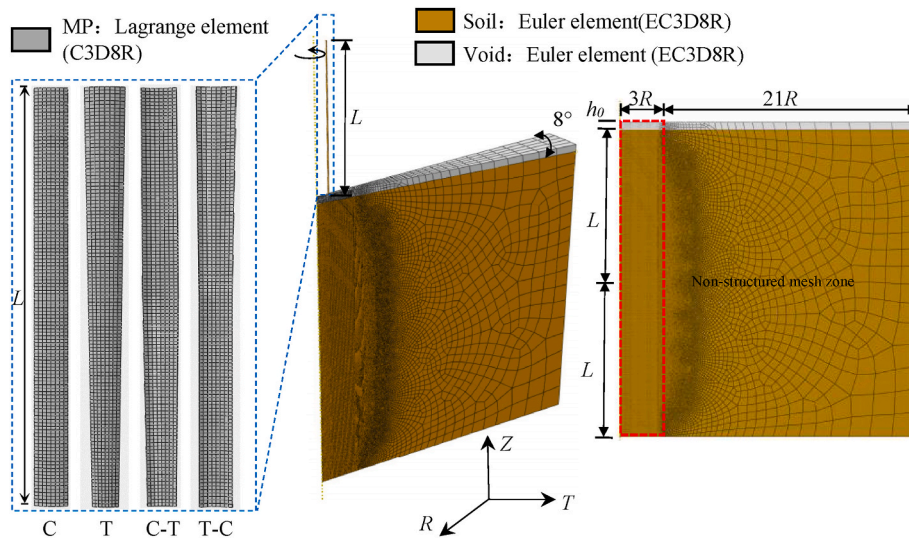 MP：Lagrange element
(C3D8R)
Soil：Euler element(EC3D8R)
Void：Euler element (EC3D8R)
L
L
8°
h₀
3R
21R
L
L
Non-structured mesh zone
Z
T
R
C
T
C-T
T-C